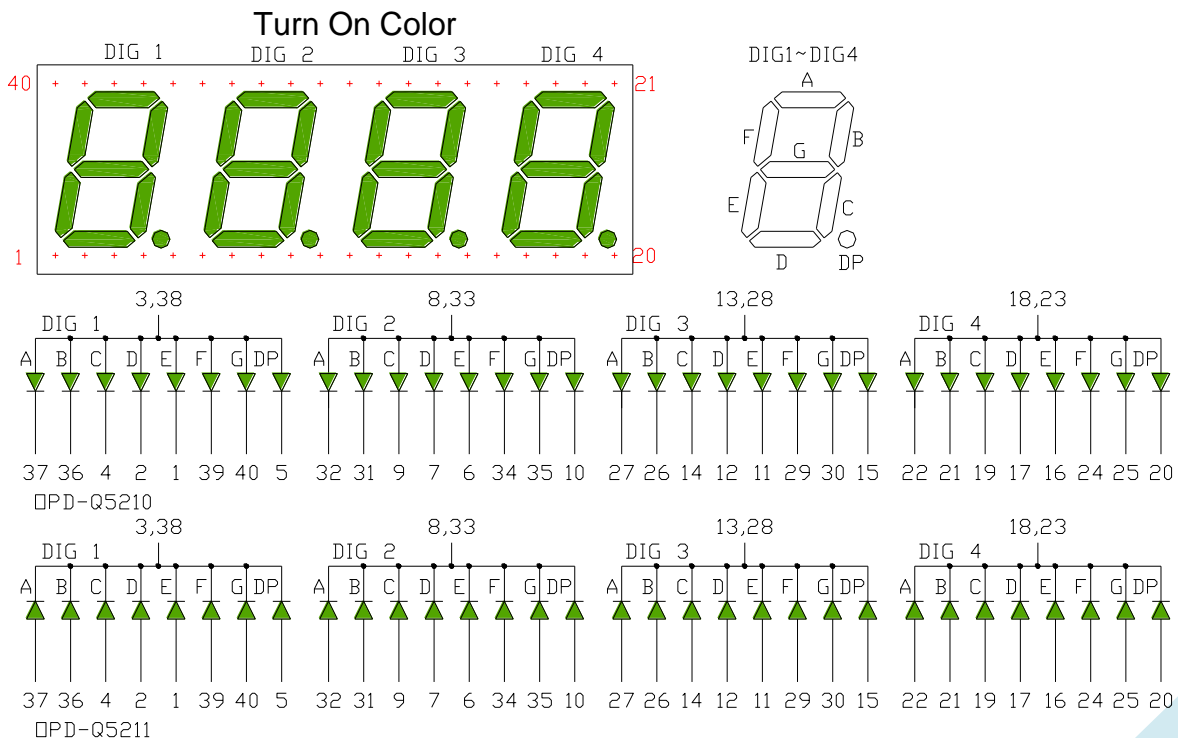 Turn On Color
DIG 1 DIG 2 DIG 3 DIG 4 DIG1~DIG4
40 21 A
F B
G
E C
1 20 D DP
3,38 8,33 13,28 18,23
DIG 1 DIG 2 DIG 3 DIG 4
A B C D E F G DP A B C D E F G DP A B C D E F G DP A B C D E F G DP
37 36 4 2 1 39 40 5 32 31 9 7 6 34 35 10 27 26 14 12 11 29 30 15 22 21 19 17 16 24 25 20
OPD-Q5210
3,38 8,33 13,28 18,23
DIG 1 DIG 2 DIG 3 DIG 4
A B C D E F G DP A B C D E F G DP A B C D E F G DP A B C D E F G DP
37 36 4 2 1 39 40 5 32 31 9 7 6 34 35 10 27 26 14 12 11 29 30 15 22 21 19 17 16 24 25 20
OPD-Q5211